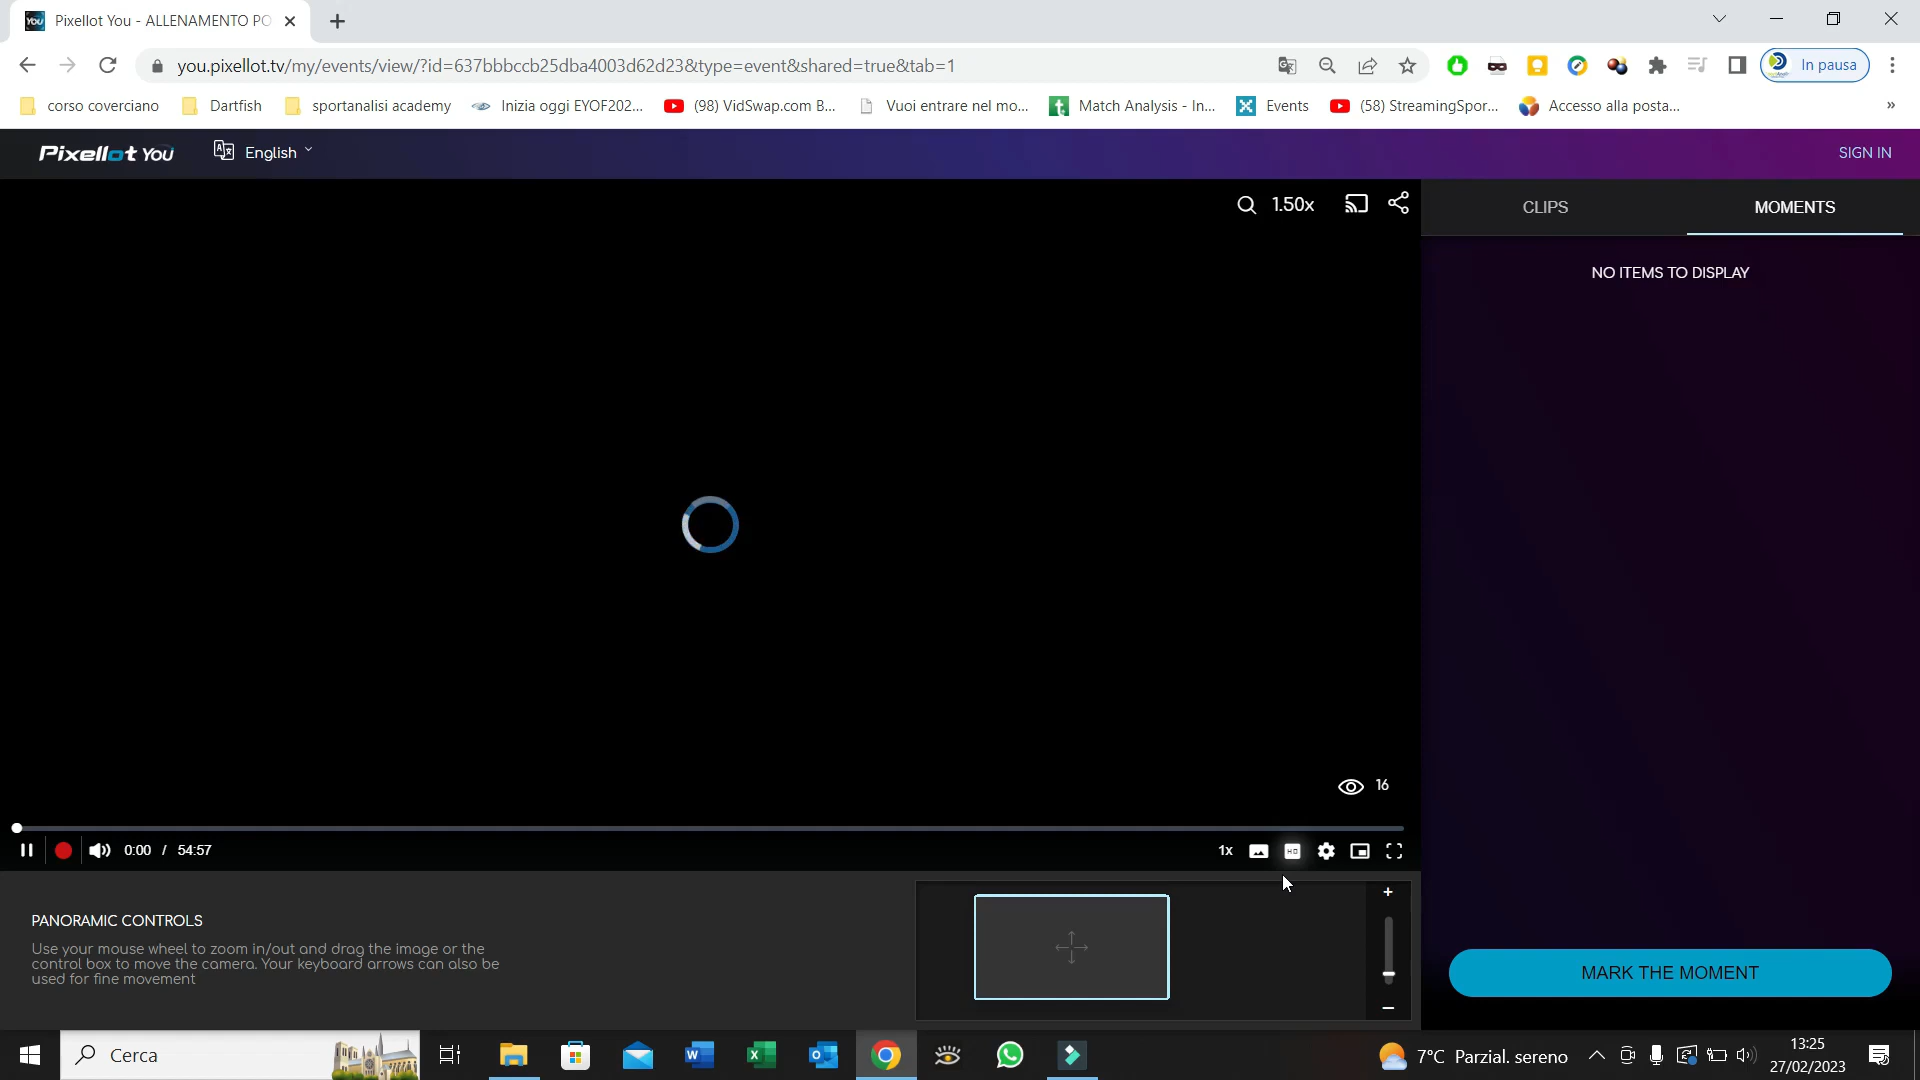 Pixellot You - ALLENAMENTO PO
you.pixellot.tv/my/events/view/?id=637bbbccb25dba4003d62d23&type=event&shared=true&tab=1
In pausa
corso coverciano
Dartfish
sportanalisi academy
Inizia oggi EYOF202...
(98) VidSwap.com B...
Vuoi entrare nel mo...
Match Analysis - In...
Events
(58) StreamingSpor...
Accesso alla posta...
»
Pixellot You
English
SIGN IN
1.50x
CLIPS
MOMENTS
NO ITEMS TO DISPLAY
16
0:00 / 54:57
1x
HD
PANORAMIC CONTROLS
Use your mouse wheel to zoom in/out and drag the image or the
control box to move the camera. Your keyboard arrows can also be
used for fine movement
MARK THE MOMENT
Cerca
7°C Parzial. sereno
13:25
27/02/2023